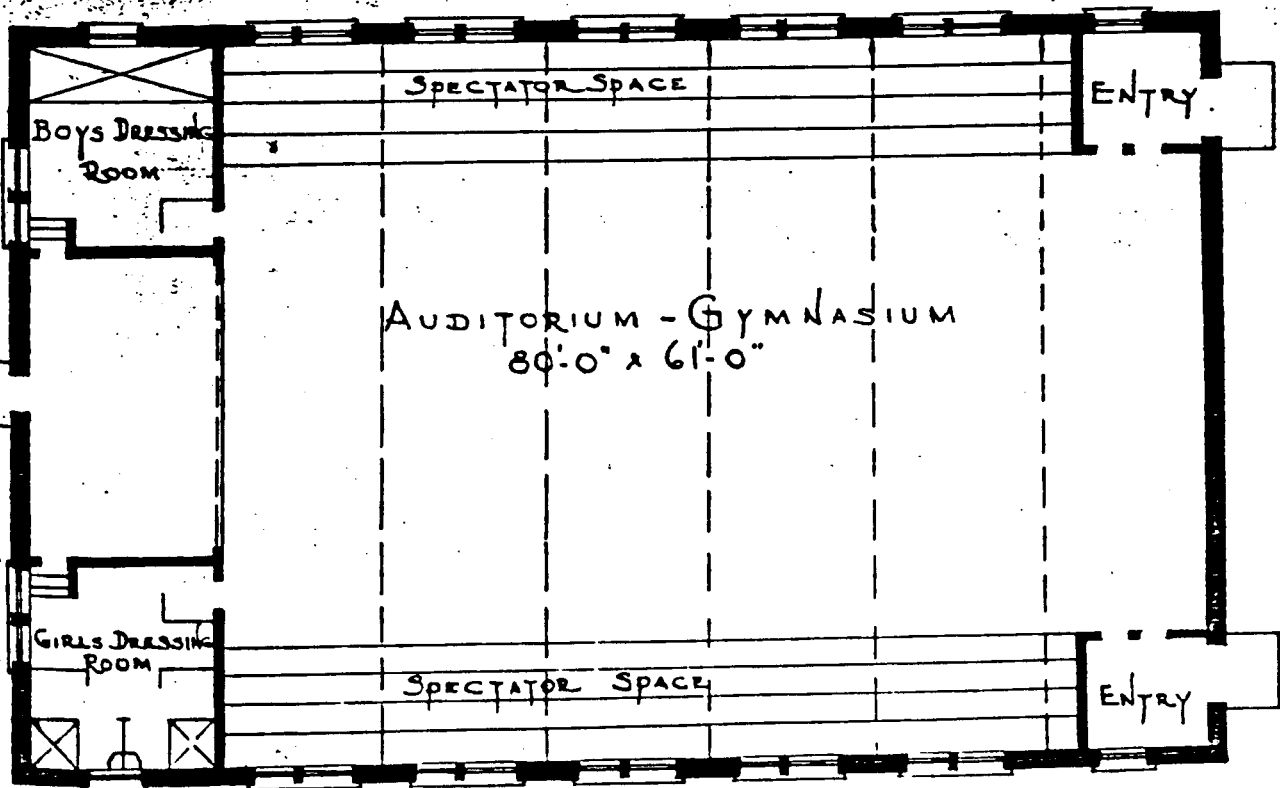 SPECTATOR SPACE
ENTRY
BOYS DRESSING
ROOM
AUDITORIUM - GYMNASIUM
80'-0" x 61'-0"
GIRLS DRESSING
ROOM
SPECTATOR SPACE
ENTRY